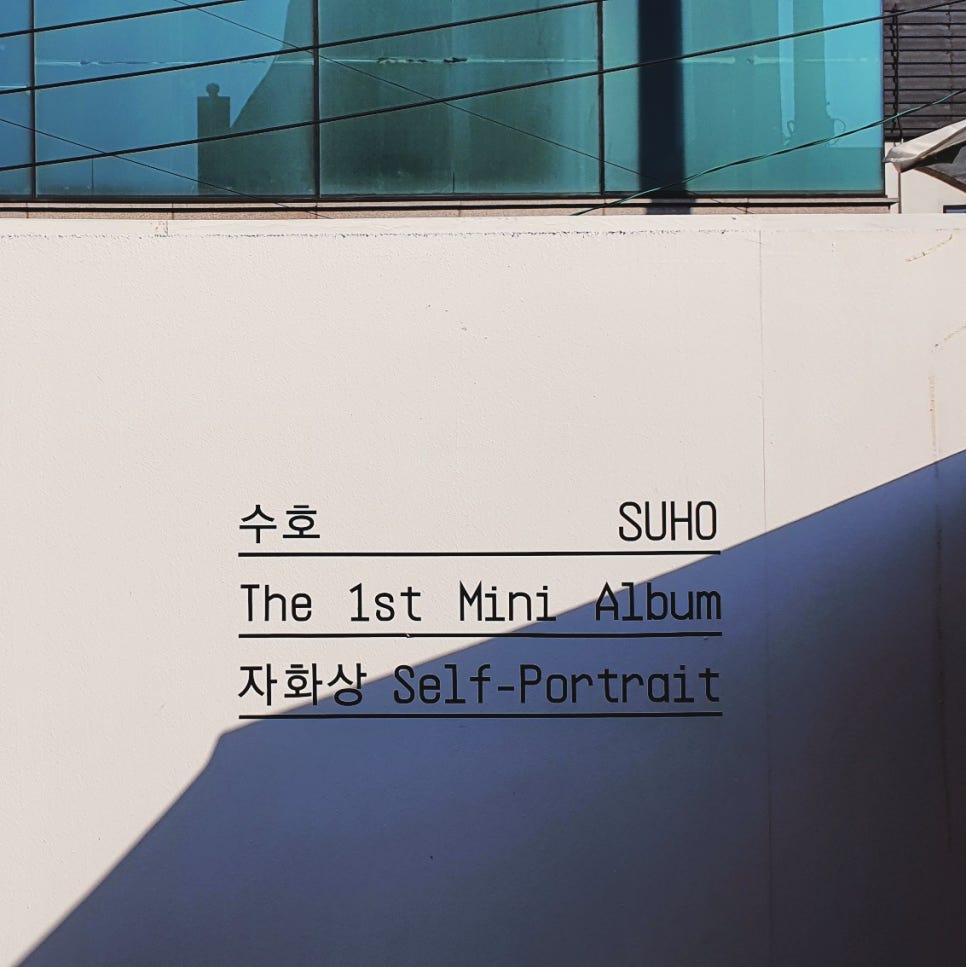 수호 SUHO
The 1st Mini Album
자화상 Self-Portrait